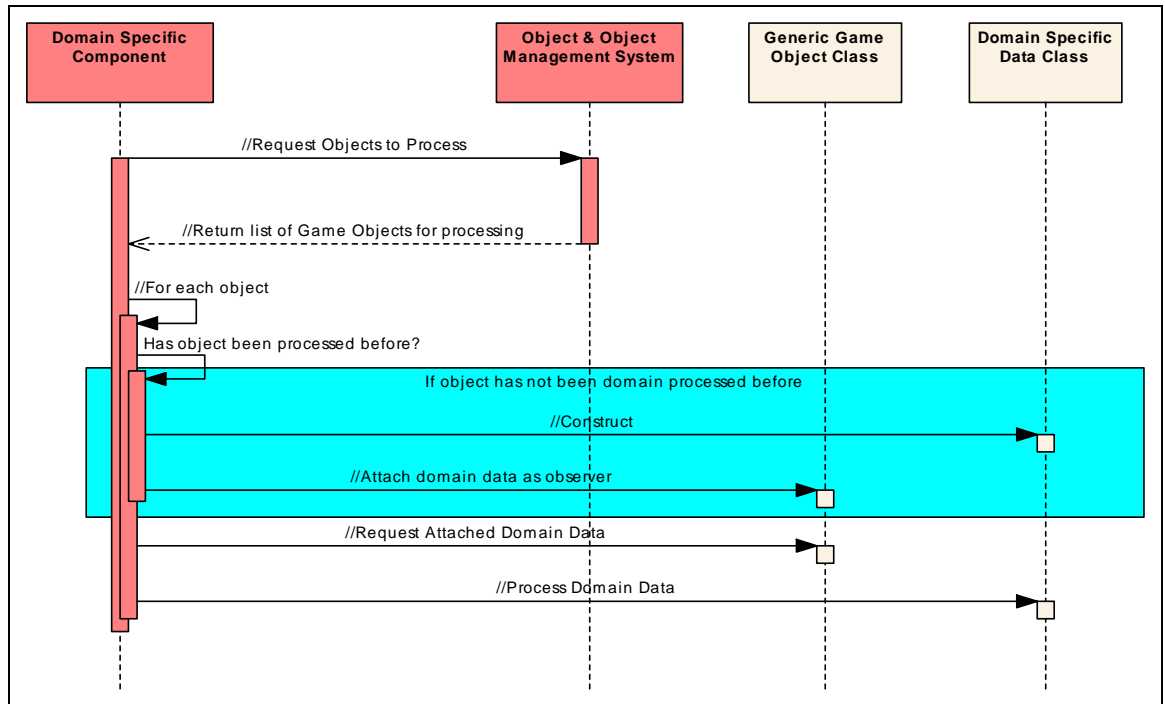 Domain Specific
Component
Object & Object
Management System
Generic Game
Object Class
Domain Specific
Data Class
//Request Objects to Process
//Return list of Game Objects for processing
//For each object
Has object been processed before?
If object has not been domain processed before
//Construct
//Attach domain data as observer
//Request Attached Domain Data
//Process Domain Data